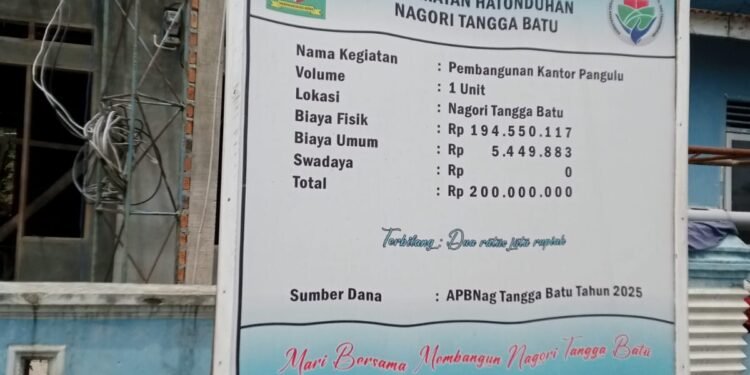 HATONDUHAN
NAGORI TANGGA BATU
Nama Kegiatan : Pembangunan Kantor Pangulu
Volume : 1 Unit
Lokasi : Nagori Tangga Batu
Biaya Fisik : Rp 194.550.117
Biaya Umum : Rp 5.449.883
Swadaya : Rp 0
Total : Rp 200.000.000
Terbilang : Dua ratus juta rupiah
Sumber Dana : APBNag Tangga Batu Tahun 2025
Mari Bersama Membangun Nagori Tangga Batu